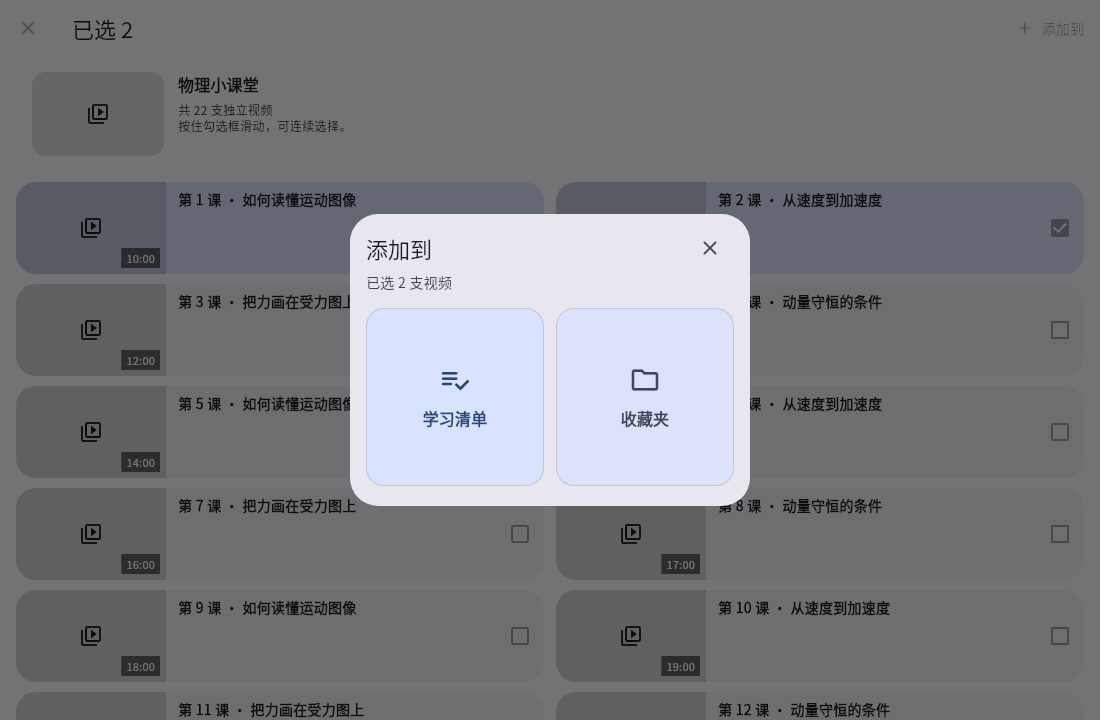 已选 2
添加到
物理小课堂
共 22 支独立视频
按住勾选框滑动，可连续选择。
第 1 课 · 如何读懂运动图像
10:00
第 2 课 · 从速度到加速度
添加到
已选 2 支视频
学习清单
收藏夹
第 3 课 · 把力画在受力图上
12:00
课 · 动量守恒的条件
第 5 课 · 如何读懂运动图像
14:00
课 · 从速度到加速度
第 7 课 · 把力画在受力图上
16:00
第 8 课 · 动量守恒的条件
17:00
第 9 课 · 如何读懂运动图像
18:00
第 10 课 · 从速度到加速度
19:00
第 11 课 · 把力画在受力图上
第 12 课 · 动量守恒的条件